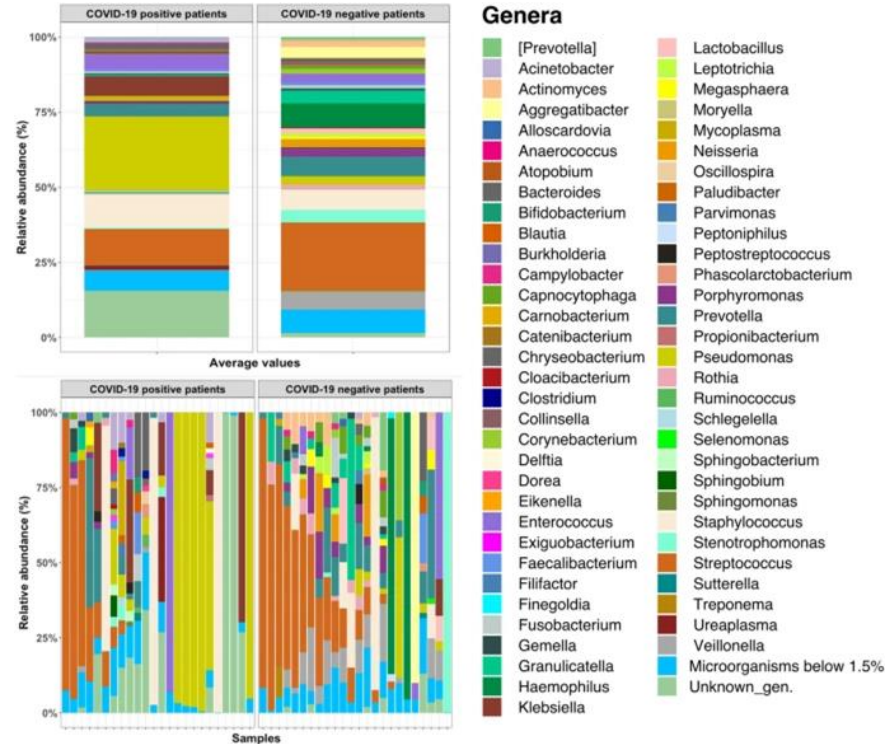 COVID-19 positive patients
COVID-19 negative patients
100%
75%
50%
25%
0%
Relative abundance (%)
Average values
COVID-19 positive patients
COVID-19 negative patients
100%
75%
50%
25%
0%
Relative abundance (%)
Samples
Genera
[Prevotella]
Acinetobacter
Actinomyces
Aggregatibacter
Alloscardovia
Anaerococcus
Atopobium
Bacteroides
Bifidobacterium
Blautia
Burkholderia
Campylobacter
Capnocytophaga
Carnobacterium
Catenibacterium
Chryseobacterium
Cloacibacterium
Clostridium
Collinsella
Corynebacterium
Delftia
Dorea
Eikenella
Enterococcus
Exiguobacterium
Faecalibacterium
Filifactor
Finegoldia
Fusobacterium
Gemella
Granulicatella
Haemophilus
Klebsiella
Lactobacillus
Leptotrichia
Megasphaera
Moryella
Mycoplasma
Neisseria
Oscillospira
Paludibacter
Parvimonas
Peptoniphilus
Peptostreptococcus
Phascolarctobacterium
Porphyromonas
Prevotella
Propionibacterium
Pseudomonas
Rothia
Ruminococcus
Schlegelella
Selenomonas
Sphingobacterium
Sphingobium
Sphingomonas
Staphylococcus
Stenotrophomonas
Streptococcus
Sutterella
Treponema
Ureaplasma
Veillonella
Microorganisms below 1.5%
Unknown_gen.